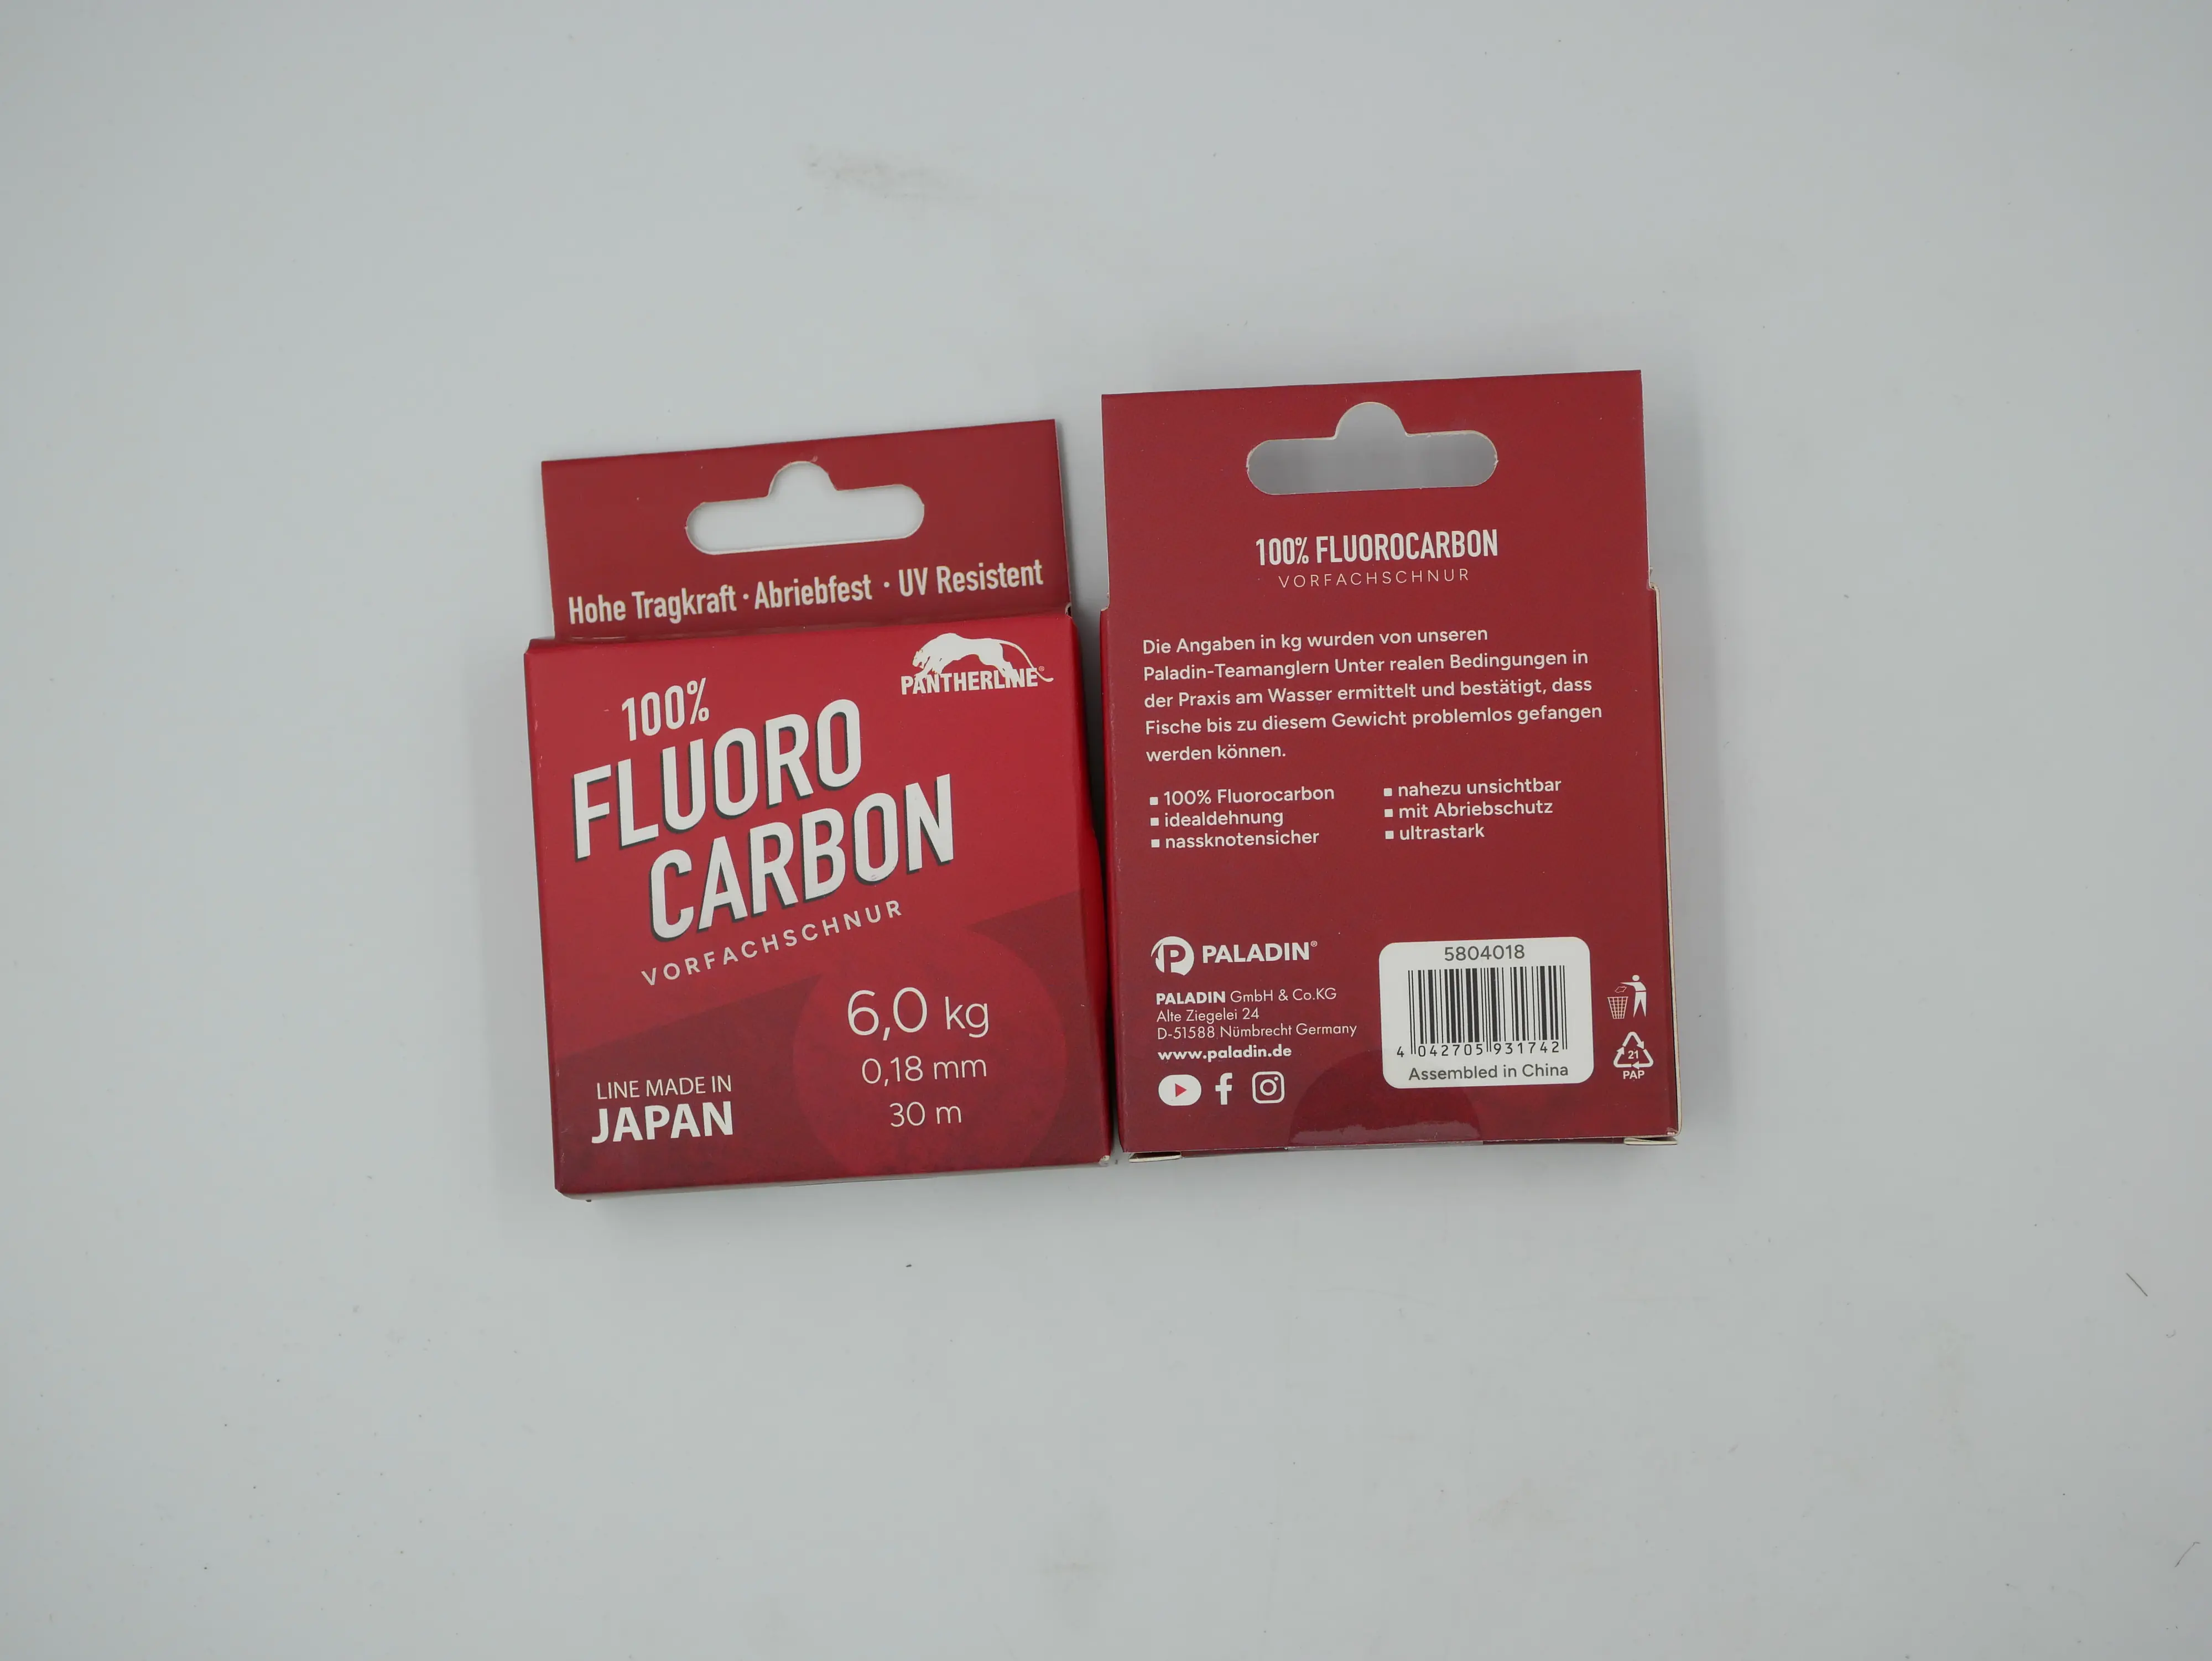 Hohe Tragkraft · Abriebfest · UV Resistent
PANTHERLINE®
100%
FLUORO
CARBON
VORFACHSCHNUR
6,0 kg
0,18 mm
30 m
LINE MADE IN
JAPAN
100% FLUOROCARBON
VORFACHSCHNUR
Die Angaben in kg wurden von unseren
Paladin-Teamanglern Unter realen Bedingungen in
der Praxis am Wasser ermittelt und bestätigt, dass
Fische bis zu diesem Gewicht problemlos gefangen
werden können.
▪ 100% Fluorocarbon
▪ idealdehnung
▪ nassknotensicher
▪ nahezu unsichtbar
▪ mit Abriebschutz
▪ ultrastark
PALADIN®
PALADIN GmbH & Co.KG
Alte Ziegelei 24
D-51588 Nümbrecht Germany
www.paladin.de
5804018
4 042705 931742
Assembled in China
21
PAP